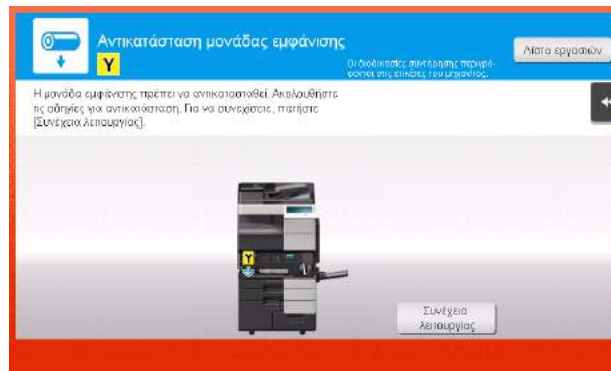 Αντικατάσταση μονάδας εμφάνισης
Y
Οι διαδικασίες συντήρησης περιγρά-
φονται στις ετικέτες του μηχανήτος.
Λίστα εργασιών
Η μονάδα εμφάνισης πρέπει να αντικατασταθεί. Ακολουθήστε
τις οδηγίες για αντικατάσταση. Για να συνεχίσετε, πατήστε
[Συνέχεια λειτουργίας].
Y
Συνέχεια
λειτουργίας